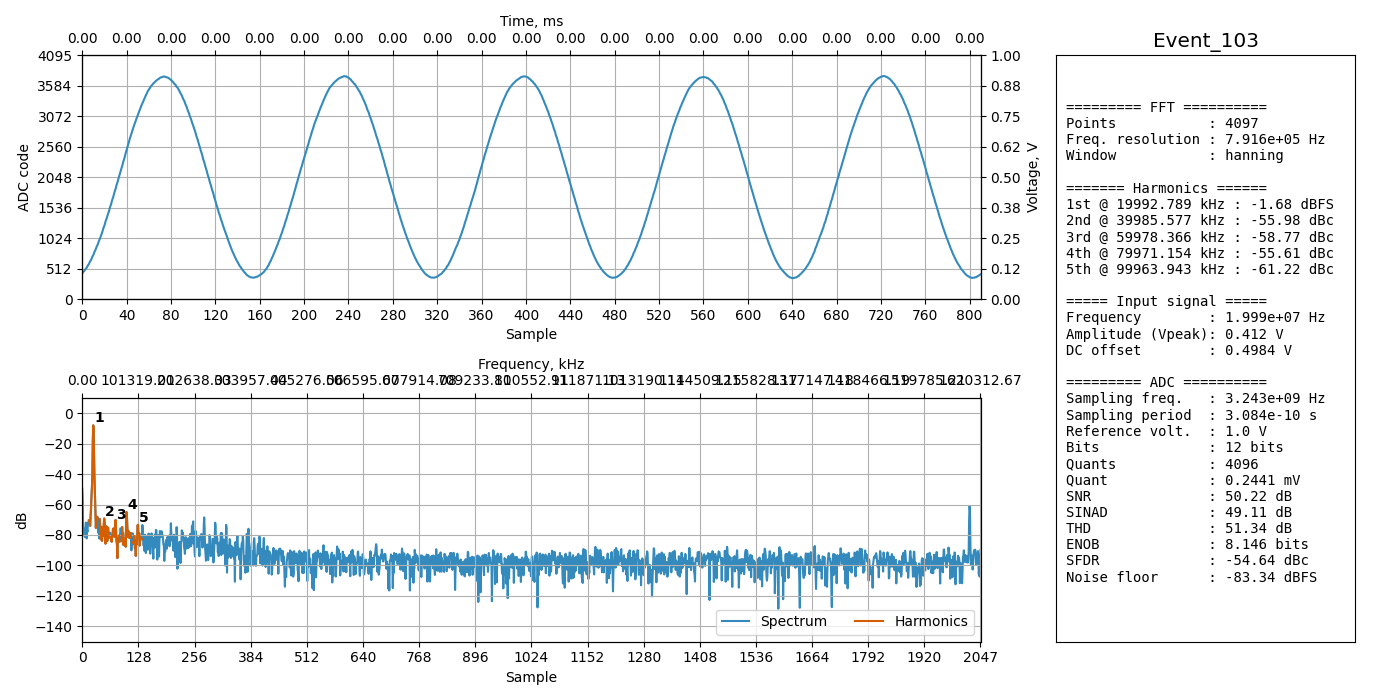 Time, ms
0.00 0.00 0.00 0.00 0.00 0.00 0.00 0.00 0.00 0.00 0.00 0.00 0.00 0.00 0.00 0.00 0.00 0.00 0.00 0.00 0.00
4095 3584 3072 2560 2048 1536 1024 512 0
ADC code
1.00 0.88 0.75 0.62 0.50 0.38 0.25 0.12 0.00
Voltage, V
0 40 80 120 160 200 240 280 320 360 400 440 480 520 560 600 640 680 720 760 800
Sample
Frequency, kHz
0.00
0 −20 −40 −60 −80 −100 −120 −140
dB
1
2 3 4 5
Spectrum Harmonics
0 128 256 384 512 640 768 896 1024 1152 1280 1408 1536 1664 1792 1920 2047
Sample
Event_103
========= FFT ==========
Points : 4097
Freq. resolution : 7.916e+05 Hz
Window : hanning
======= Harmonics ======
1st @ 19992.789 kHz : -1.68 dBFS
2nd @ 39985.577 kHz : -55.98 dBc
3rd @ 59978.366 kHz : -58.77 dBc
4th @ 79971.154 kHz : -55.61 dBc
5th @ 99963.943 kHz : -61.22 dBc
===== Input signal =====
Frequency : 1.999e+07 Hz
Amplitude (Vpeak): 0.412 V
DC offset : 0.4984 V
========= ADC ==========
Sampling freq. : 3.243e+09 Hz
Sampling period : 3.084e-10 s
Reference volt. : 1.0 V
Bits : 12 bits
Quants : 4096
Quant : 0.2441 mV
SNR : 50.22 dB
SINAD : 49.11 dB
THD : 51.34 dB
ENOB : 8.146 bits
SFDR : -54.64 dBc
Noise floor : -83.34 dBFS